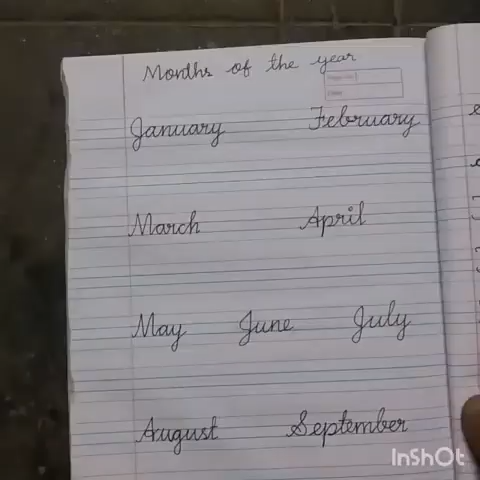 Months of the year
January February
March April
May June July
August September
InShOt